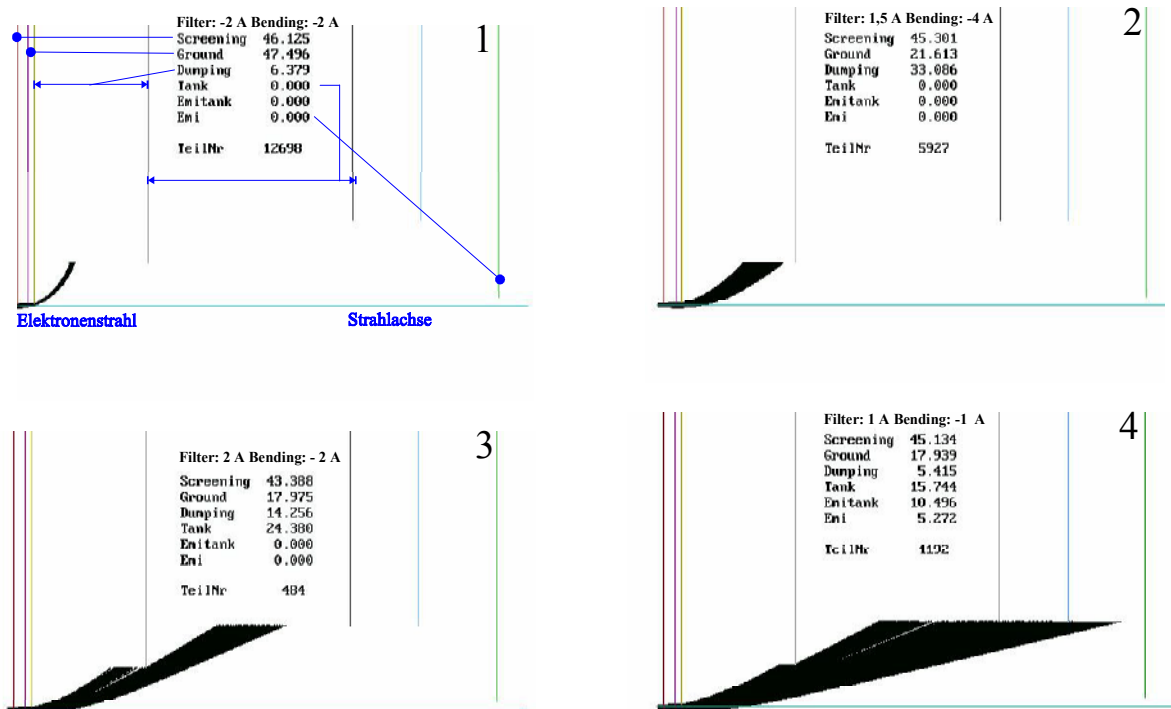 Filter: -2 A Bending: -2 A
1
Screening 46.125
Ground 47.496
Dumping 6.379
Tank 0.000
Emitank 0.000
Emi 0.000
TeilNr 12698
Elektronenstrahl
Strahlachse
Filter: 1,5 A Bending: -4 A
2
Screening 45.301
Ground 21.613
Dumping 33.086
Tank 0.000
Emitank 0.000
Emi 0.000
TeilNr 5927
3
Filter: 2 A Bending: - 2 A
Screening 43.388
Ground 17.975
Dumping 14.256
Tank 24.380
Emitank 0.000
Emi 0.000
TeilNr 484
Filter: 1 A Bending: -1 A
4
Screening 45.134
Ground 17.939
Dumping 5.415
Tank 15.744
Emitank 10.496
Emi 5.272
TeilNr